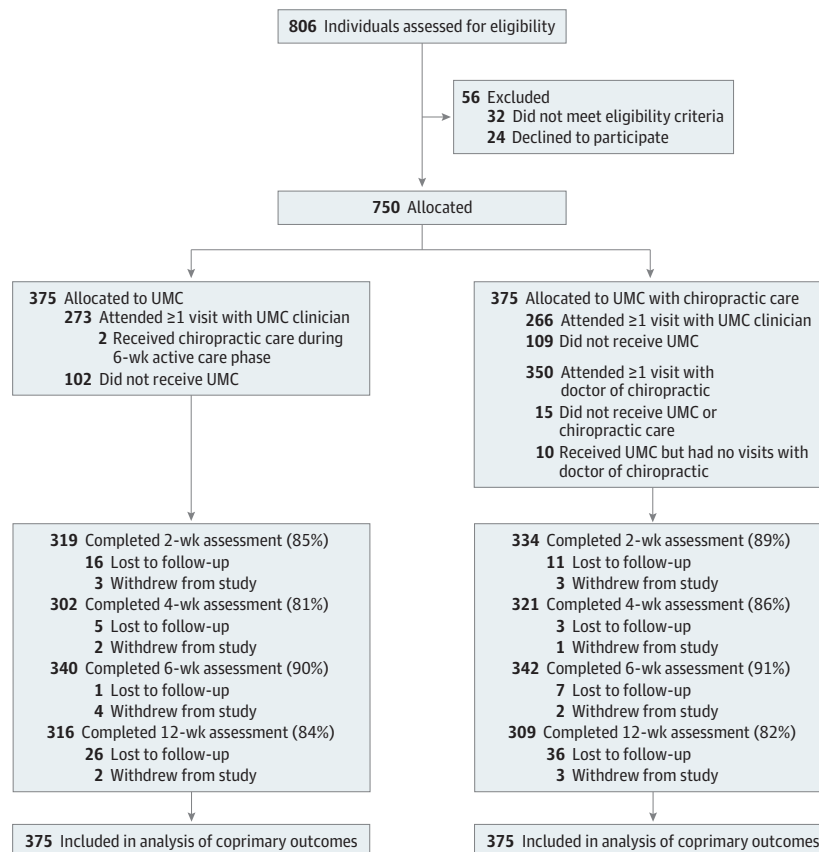 806 Individuals assessed for eligibility
56 Excluded
32 Did not meet eligibility criteria
24 Declined to participate
750 Allocated
375 Allocated to UMC
273 Attended ≥1 visit with UMC clinician
2 Received chiropractic care during
6-wk active care phase
102 Did not receive UMC
375 Allocated to UMC with chiropractic care
266 Attended ≥1 visit with UMC clinician
109 Did not receive UMC
350 Attended ≥1 visit with
doctor of chiropractic
15 Did not receive UMC or
chiropractic care
10 Received UMC but had no visits with
doctor of chiropractic
319 Completed 2-wk assessment (85%)
16 Lost to follow-up
3 Withdrew from study
302 Completed 4-wk assessment (81%)
5 Lost to follow-up
2 Withdrew from study
340 Completed 6-wk assessment (90%)
1 Lost to follow-up
4 Withdrew from study
316 Completed 12-wk assessment (84%)
26 Lost to follow-up
2 Withdrew from study
334 Completed 2-wk assessment (89%)
11 Lost to follow-up
3 Withdrew from study
321 Completed 4-wk assessment (86%)
3 Lost to follow-up
1 Withdrew from study
342 Completed 6-wk assessment (91%)
7 Lost to follow-up
2 Withdrew from study
309 Completed 12-wk assessment (82%)
36 Lost to follow-up
3 Withdrew from study
375 Included in analysis of coprimary outcomes
375 Included in analysis of coprimary outcomes